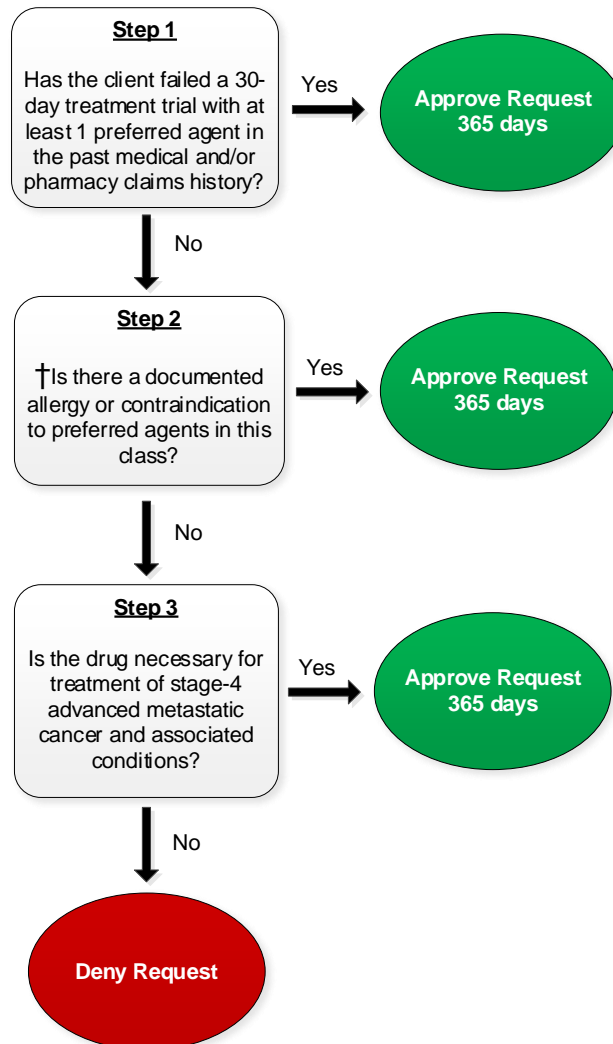 Step 1
Has the client failed a 30-
day treatment trial with at
least 1 preferred agent in
the past medical and/or
pharmacy claims history?
Yes
Approve Request
365 days
No
Step 2
†Is there a documented
allergy or contraindication
to preferred agents in this
class?
Yes
Approve Request
365 days
No
Step 3
Is the drug necessary for
treatment of stage-4
advanced metastatic
cancer and associated
conditions?
Yes
Approve Request
365 days
No
Deny Request